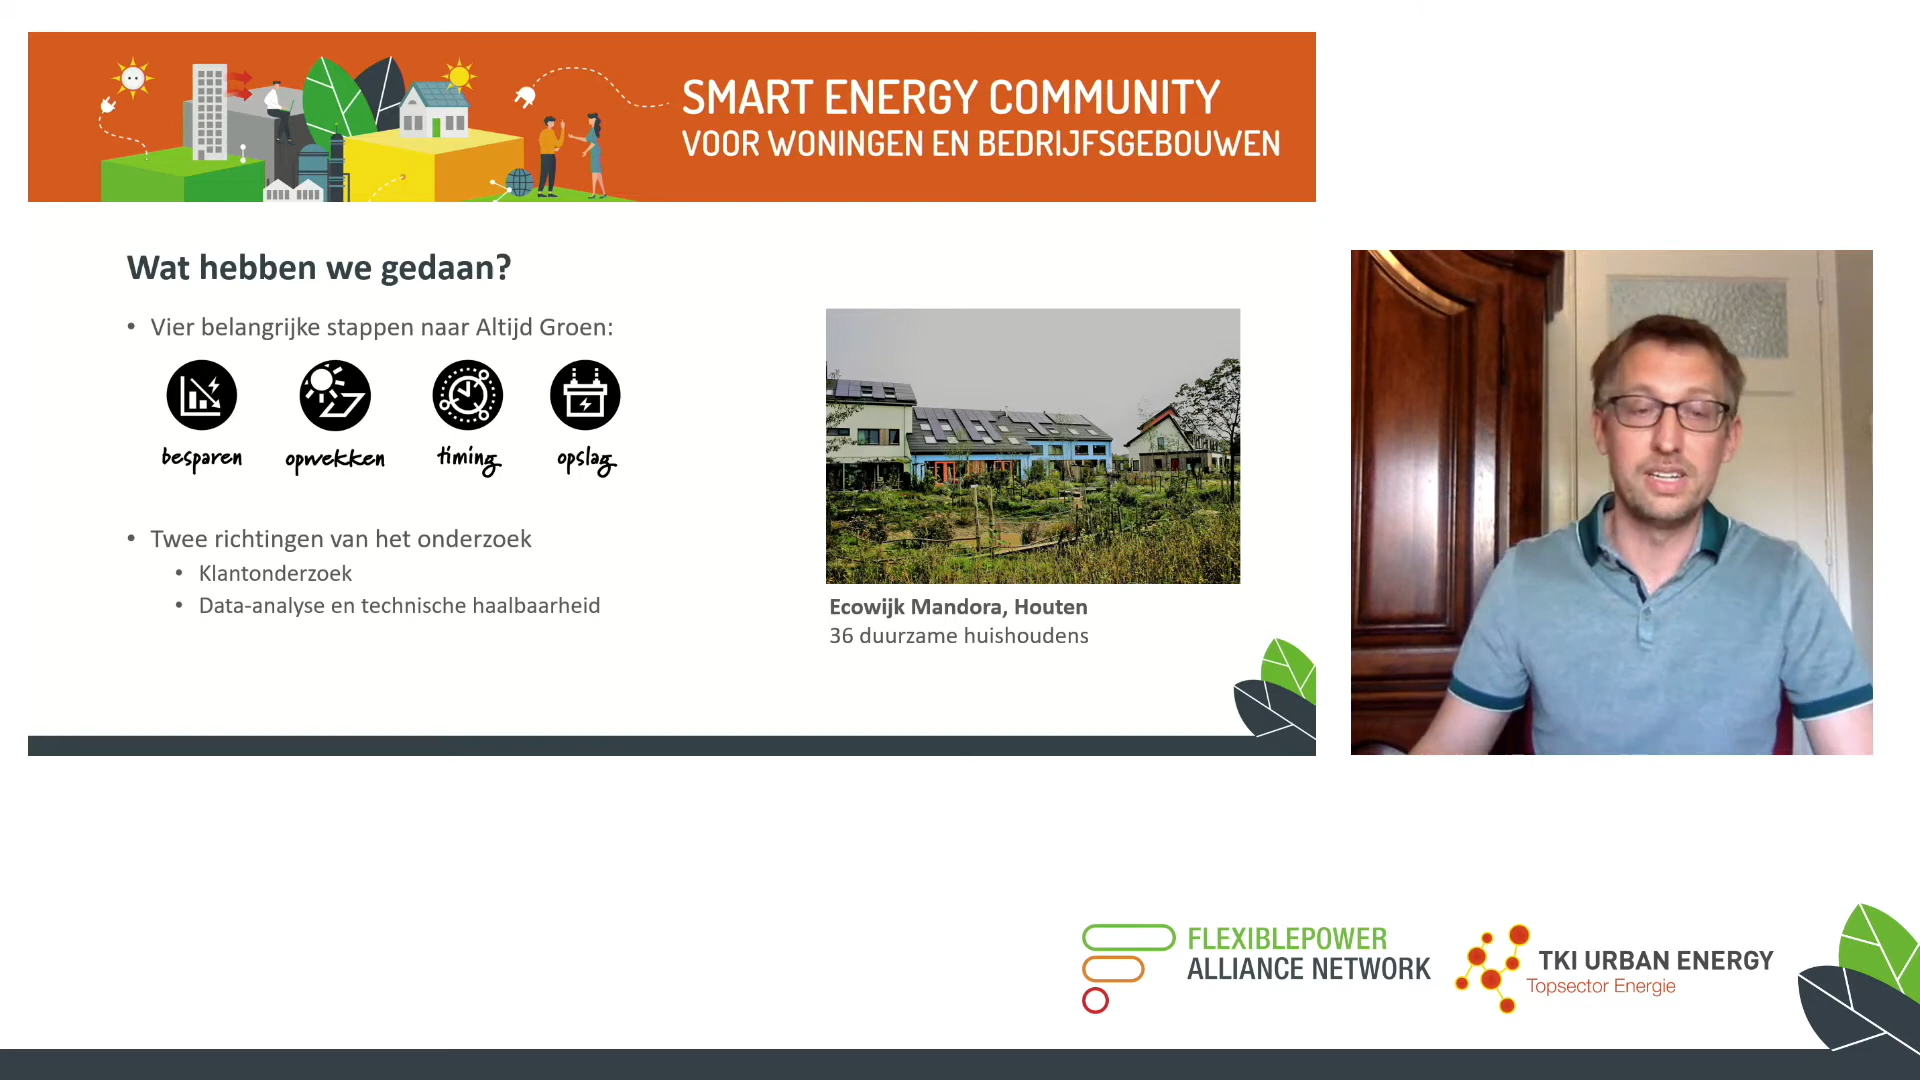 SMART ENERGY COMMUNITY
VOOR WONINGEN EN BEDRIJFSGEBOUWEN
Wat hebben we gedaan?
• Vier belangrijke stappen naar Altijd Groen:
besparen opwekken timing opslag
• Twee richtingen van het onderzoek
• Klantonderzoek
• Data-analyse en technische haalbaarheid
Ecowijk Mandora, Houten
36 duurzame huishoudens
FLEXIBLEPOWER
ALLIANCE NETWORK
TKI URBAN ENERGY
Topsector Energie